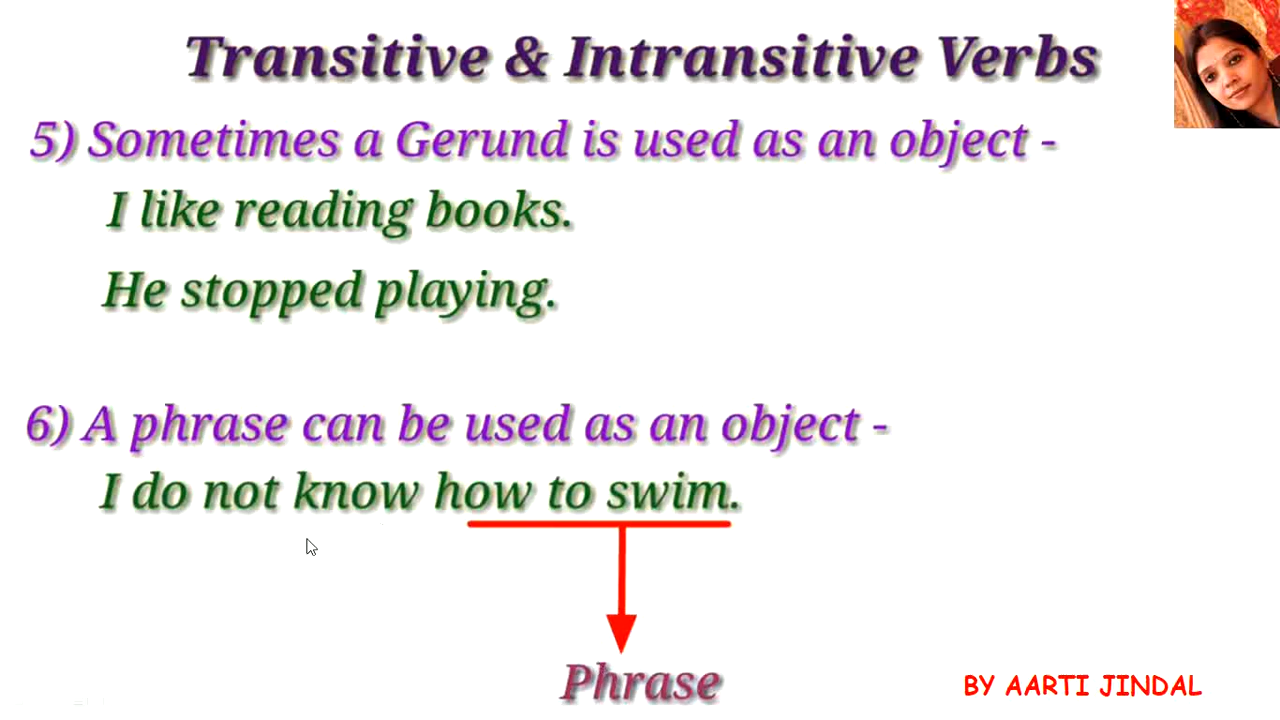 Transitive & Intransitive Verbs
5) Sometimes a Gerund is used as an object -
I like reading books.
He stopped playing.
6) A phrase can be used as an object -
I do not know how to swim.
Phrase
BY AARTI JINDAL